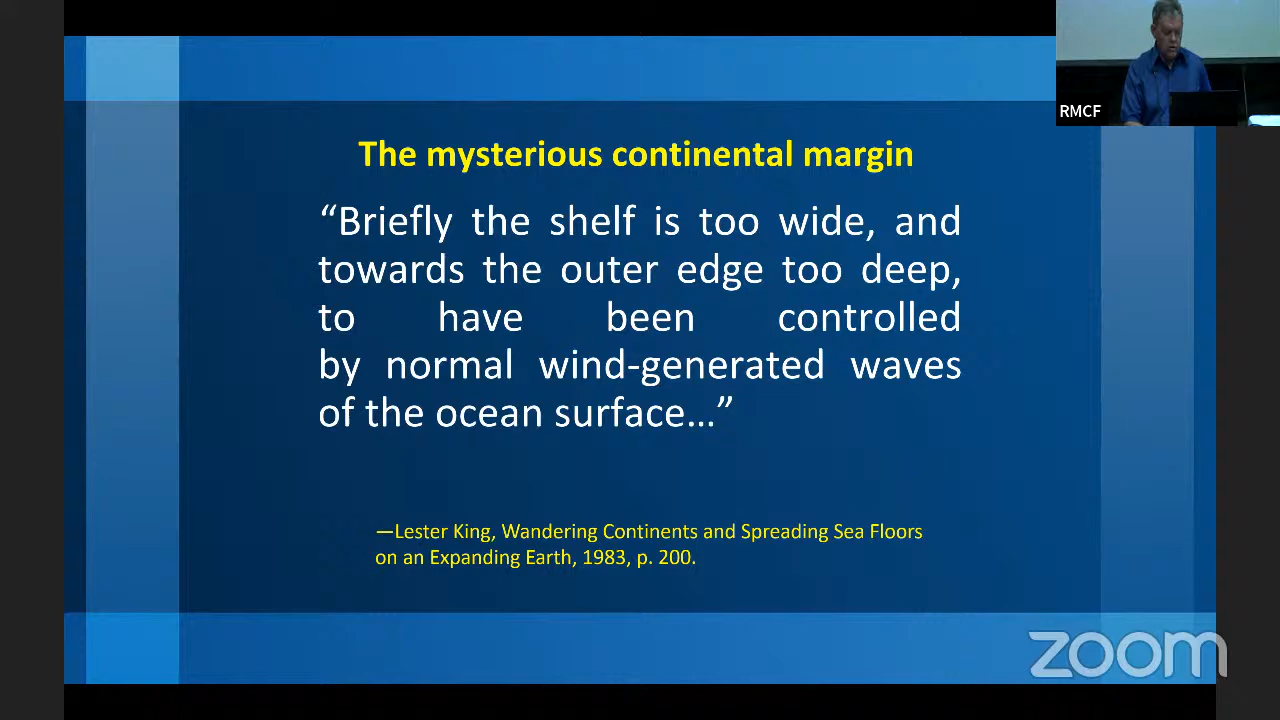 RMCF
The mysterious continental margin
“Briefly the shelf is too wide, and
towards the outer edge too deep,
to have been controlled
by normal wind-generated waves
of the ocean surface…”
—Lester King, Wandering Continents and Spreading Sea Floors
on an Expanding Earth, 1983, p. 200.
zoom